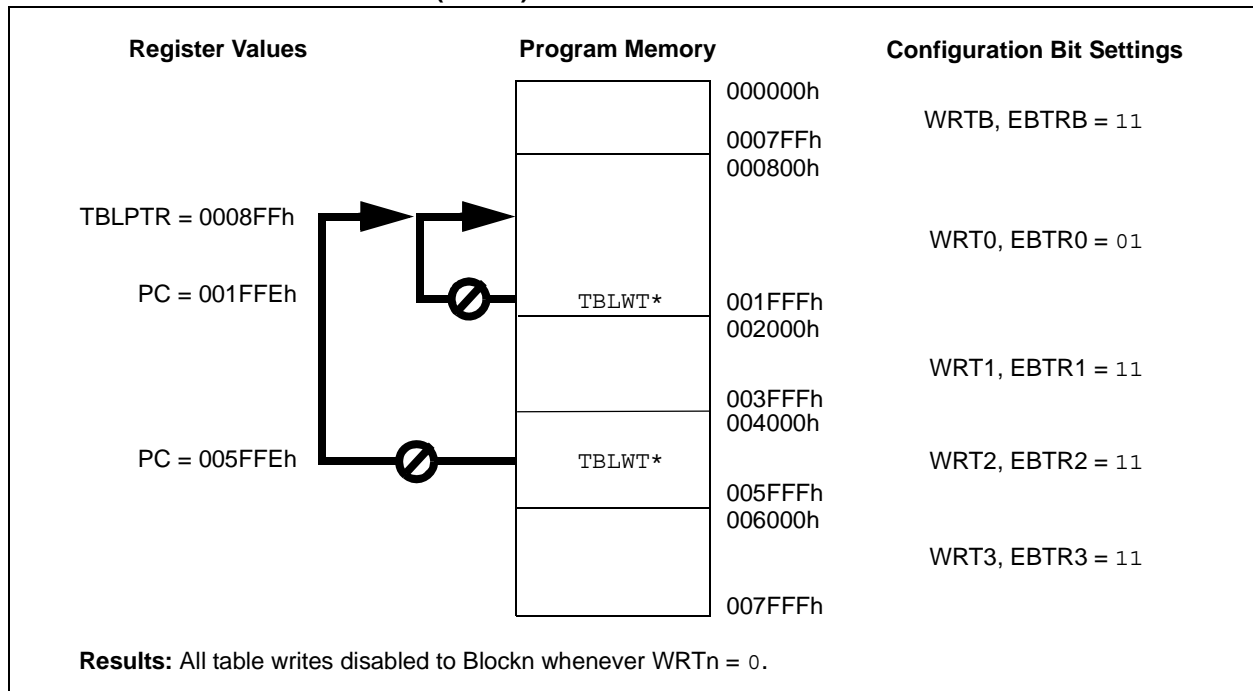 Register Values Program Memory Configuration Bit Settings
000000h
WRTB, EBTRB = 11
0007FFh
000800h
TBLPTR = 0008FFh
WRT0, EBTR0 = 01
PC = 001FFEh TBLWT* 001FFFh
002000h
WRT1, EBTR1 = 11
003FFFh
004000h
PC = 005FFEh TBLWT* WRT2, EBTR2 = 11
005FFFh
006000h
WRT3, EBTR3 = 11
007FFFh
Results: All table writes disabled to Blockn whenever WRTn = 0.